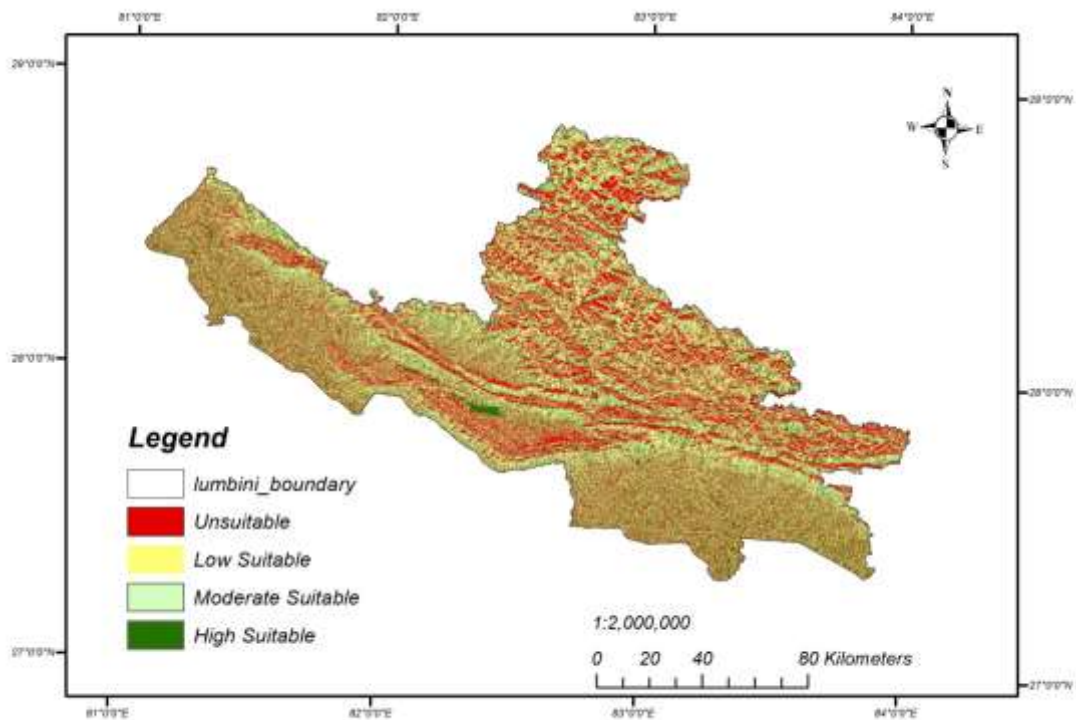 81°0'0"E 82°0'0"E 83°0'0"E 84°0'0"E
29°0'0"N
29°0'0"N
N
W E
S
28°0'0"N
28°0'0"N
Legend
lumbini_boundary
Unsuitable
Low Suitable
Moderate Suitable
High Suitable
1:2,000,000
0 20 40 80 Kilometers
27°0'0"N
27°0'0"N
81°0'0"E 82°0'0"E 83°0'0"E 84°0'0"E